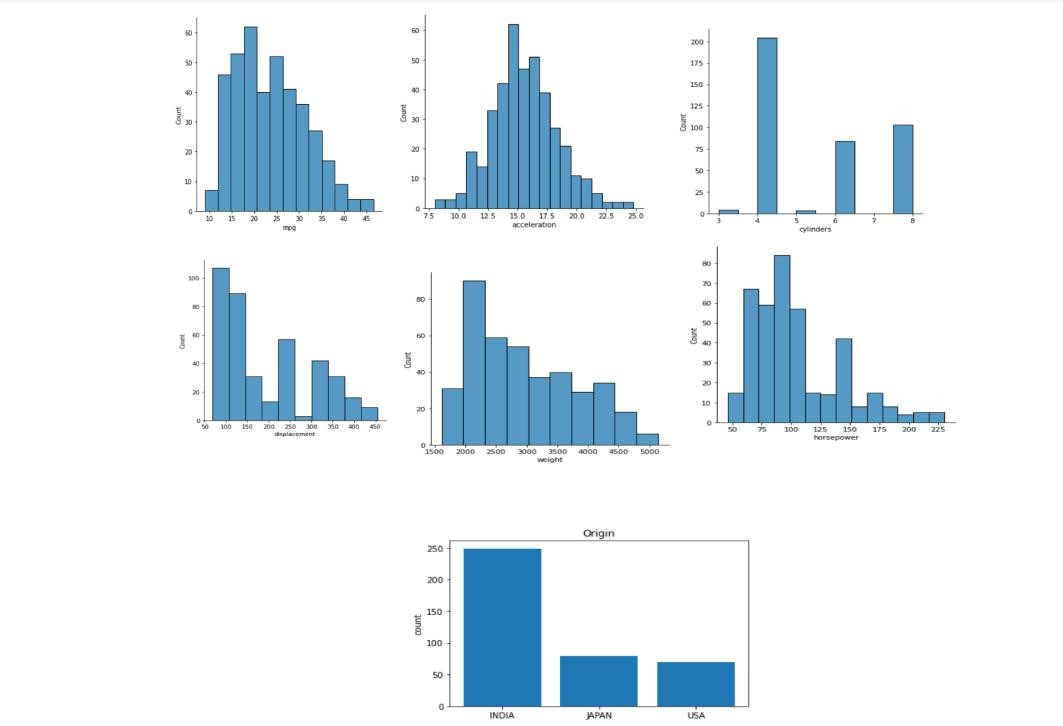 60
50
40
30
20
10
0
Count
10 15 20 25 30 35 40 45
mpg
60
50
40
30
20
10
0
Count
7.5 10.0 12.5 15.0 17.5 20.0 22.5 25.0
acceleration
200
175
150
125
100
75
50
25
0
Count
3 4 5 6 7 8
cylinders
100
80
60
40
20
0
Count
50 100 150 200 250 300 350 400 450
displacement
80
60
40
20
0
Count
1500 2000 2500 3000 3500 4000 4500 5000
weight
80
70
60
50
40
30
20
10
0
Count
50 75 100 125 150 175 200 225
horsepower
Origin
250
200
150
100
50
0
count
INDIA JAPAN USA